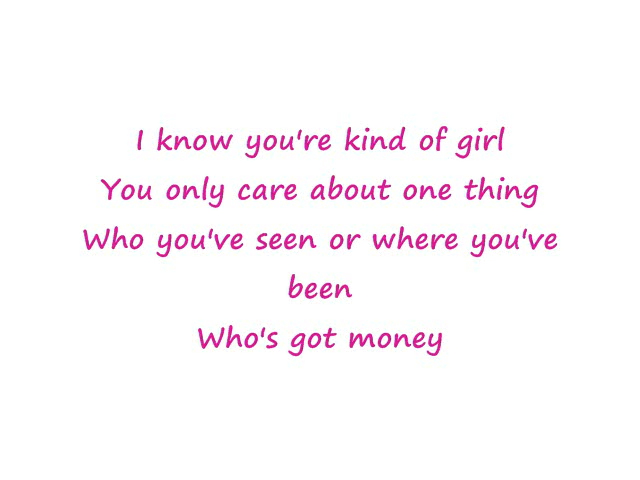 I know you're kind of girl
You only care about one thing
Who you've seen or where you've
been
Who's got money